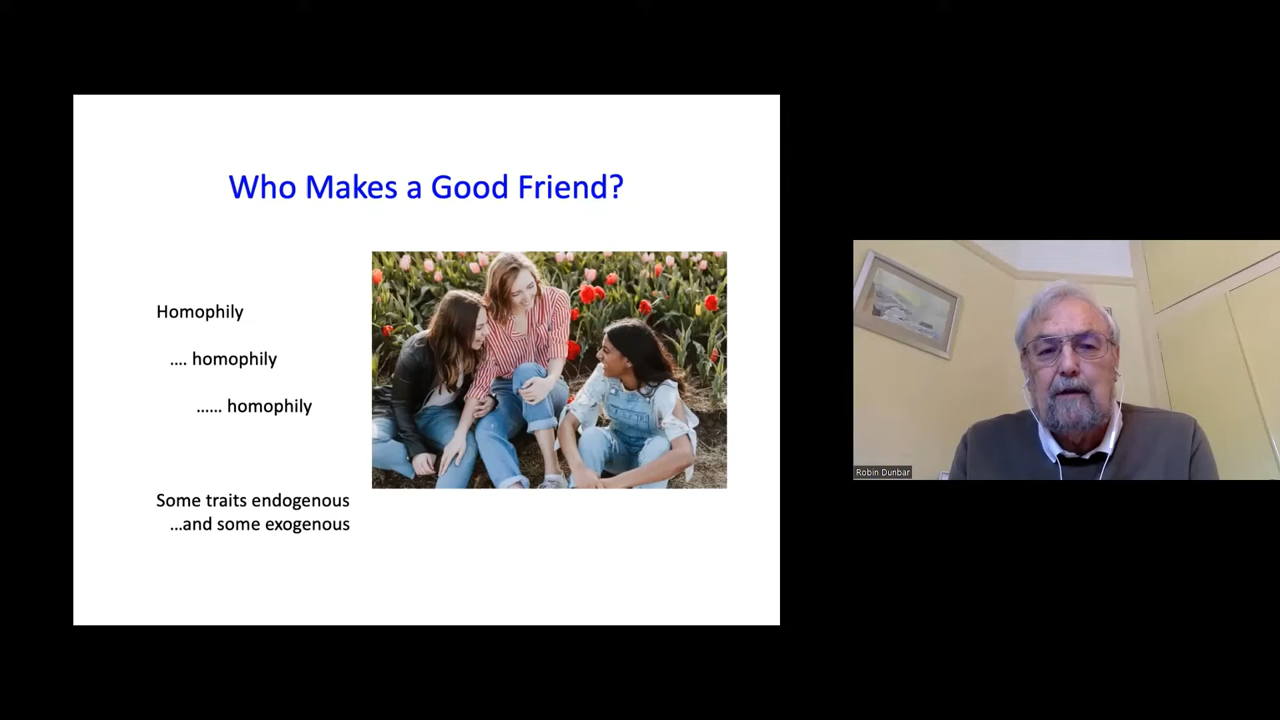 Who Makes a Good Friend?
Homophily
.... homophily
...... homophily
Some traits endogenous
...and some exogenous
Robin Dunbar